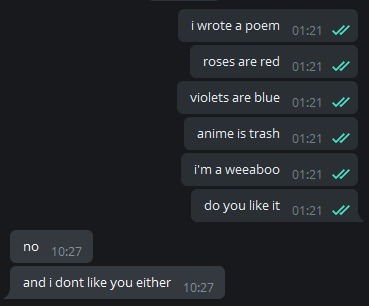 i wrote a poem 01:21
roses are red 01:21
violets are blue 01:21
anime is trash 01:21
i'm a weeaboo 01:21
do you like it 01:21
no 10:27
and i dont like you either 10:27